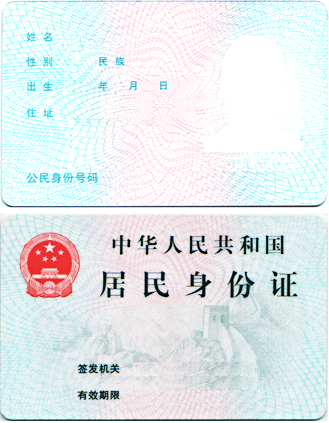 姓名
性别 民族
出生 年 月 日
住址
公民身份号码
中华人民共和国
居民身份证
签发机关
有效期限